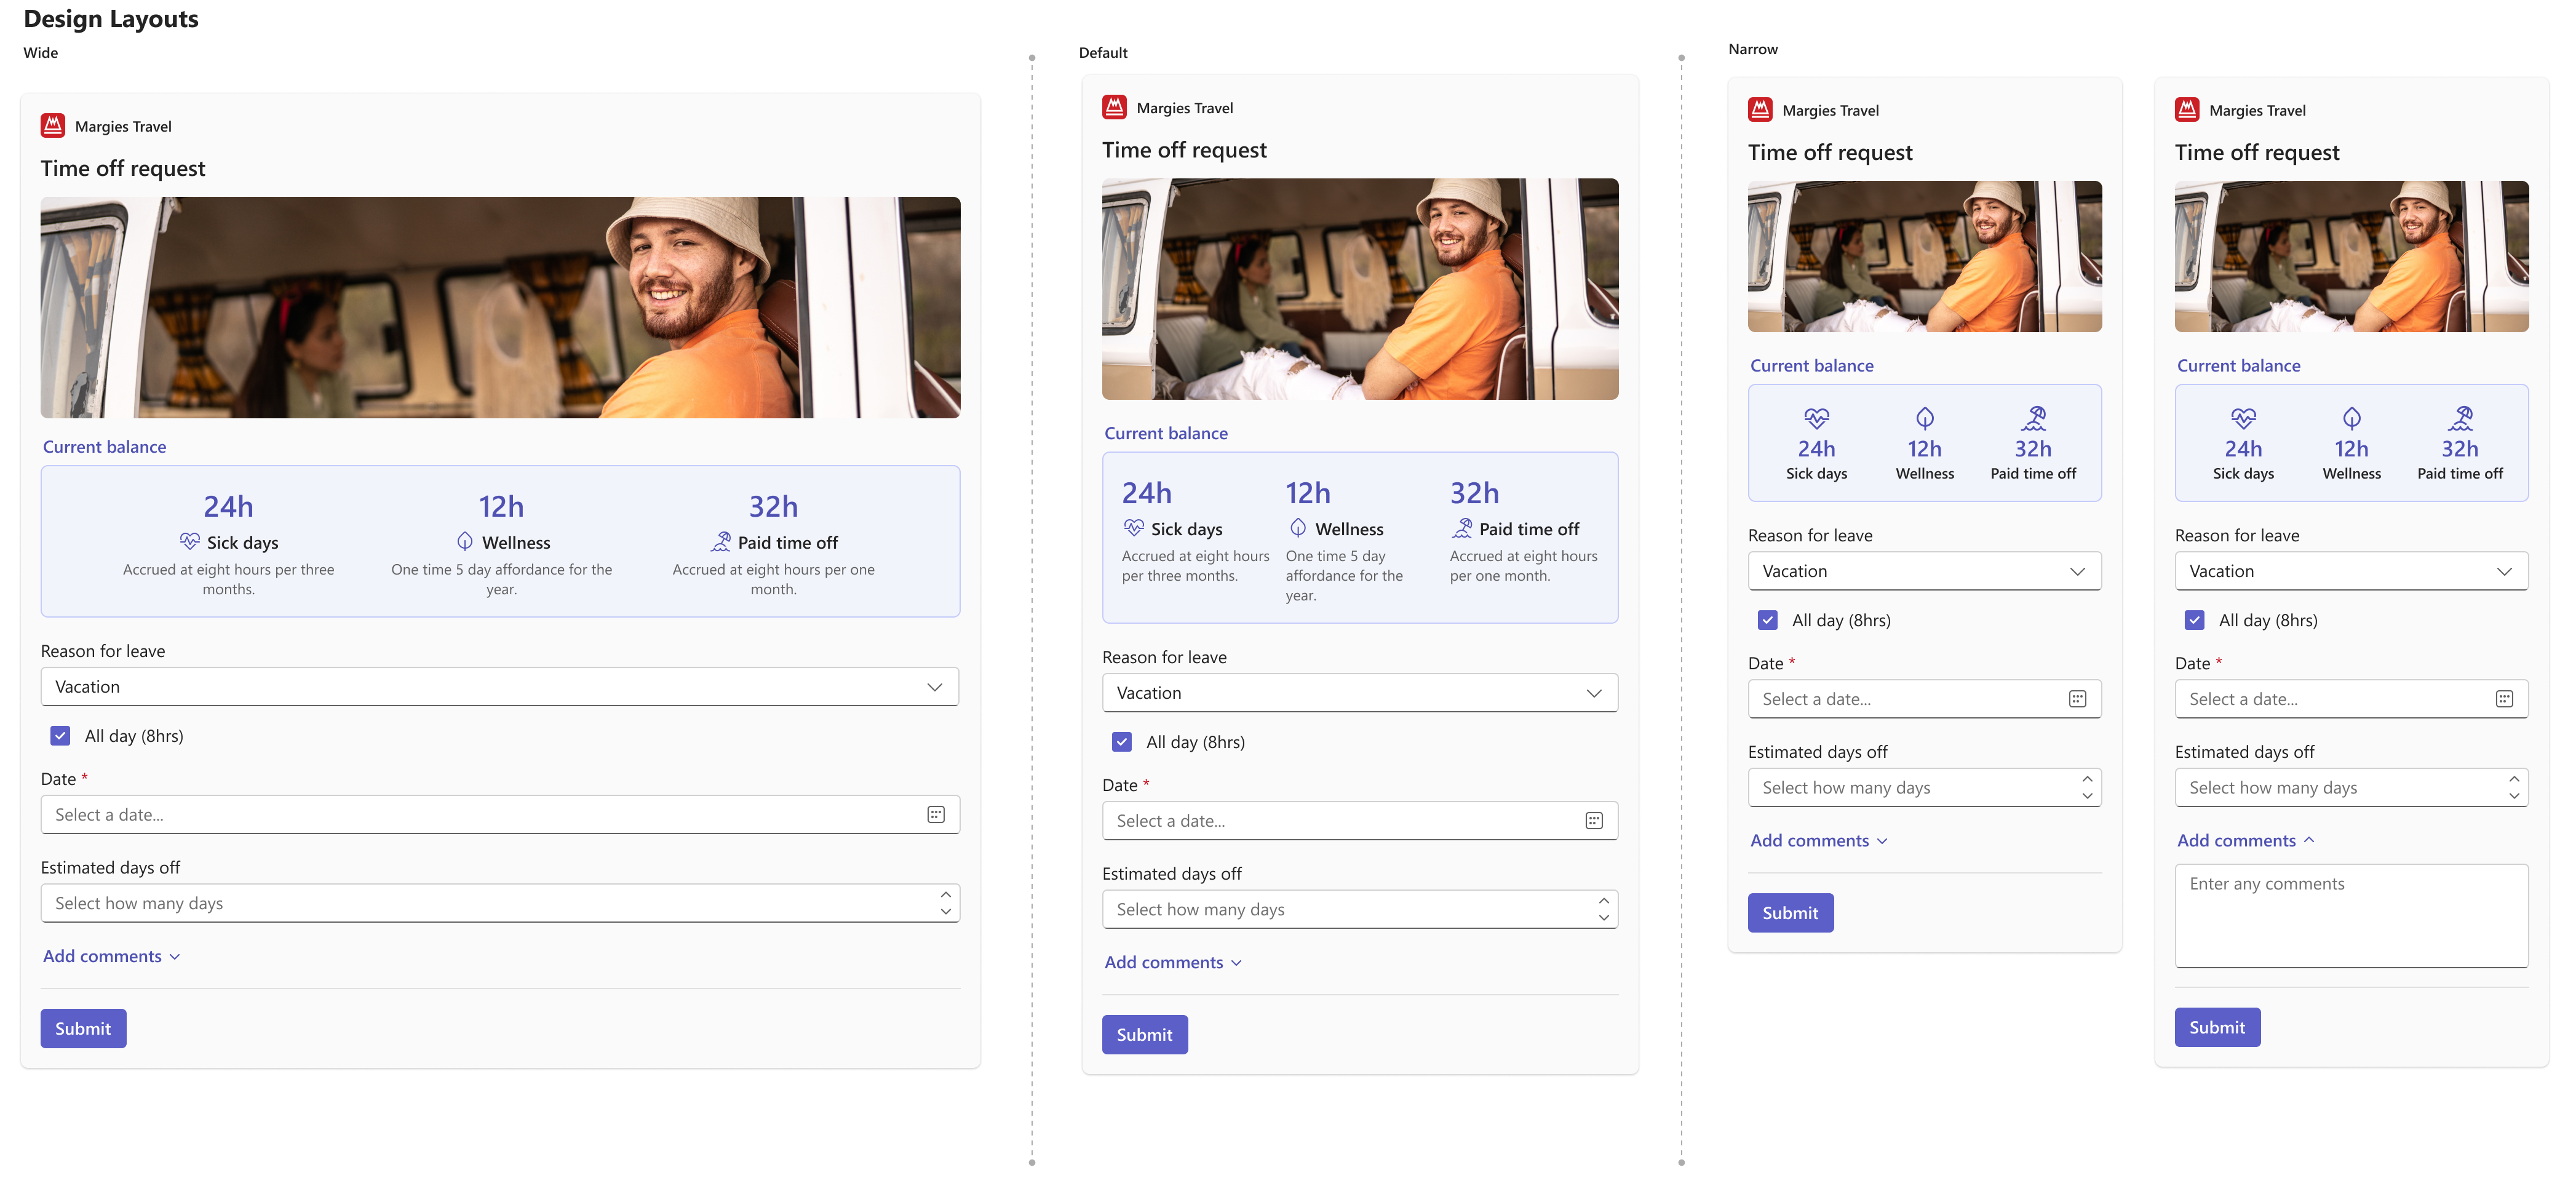 Design Layouts
Wide
Margies Travel
Time off request
Current balance
24h 12h 32h
Sick days Wellness Paid time off
Accrued at eight hours per three One time 5 day affordance for the Accrued at eight hours per one
months. year. month.
Reason for leave
Vacation
All day (8hrs)
Date *
Select a date...
Estimated days off
Select how many days
Add comments
Submit
Default
Margies Travel
Time off request
Current balance
24h 12h 32h
Sick days Wellness Paid time off
Accrued at eight hours One time 5 day Accrued at eight hours
per three months. affordance for the per one month.
year.
Reason for leave
Vacation
All day (8hrs)
Date *
Select a date...
Estimated days off
Select how many days
Add comments
Submit
Narrow
Margies Travel
Time off request
Current balance
24h 12h 32h
Sick days Wellness Paid time off
Reason for leave
Vacation
All day (8hrs)
Date *
Select a date...
Estimated days off
Select how many days
Add comments
Submit
Margies Travel
Time off request
Current balance
24h 12h 32h
Sick days Wellness Paid time off
Reason for leave
Vacation
All day (8hrs)
Date *
Select a date...
Estimated days off
Select how many days
Add comments
Enter any comments
Submit